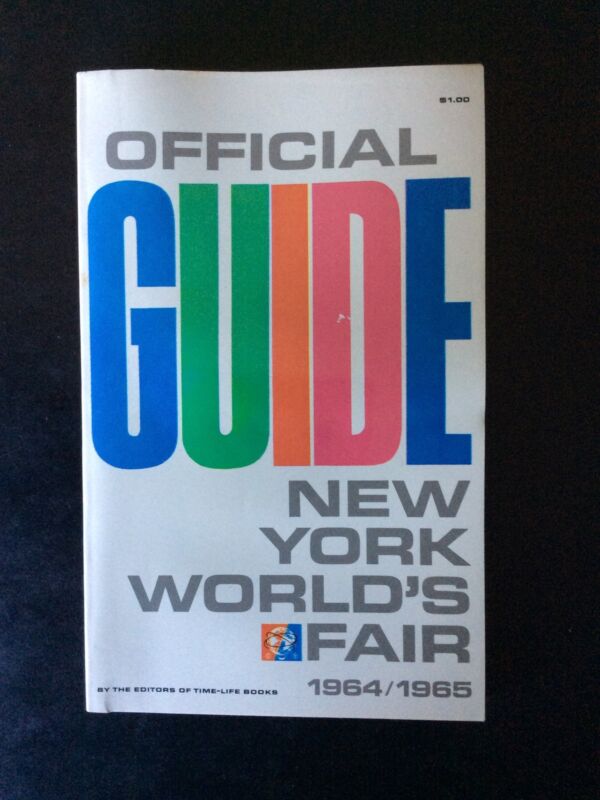 $1.00
OFFICIAL
GUIDE
NEW
YORK
WORLD'S
FAIR
BY THE EDITORS OF TIME-LIFE BOOKS
1964/1965